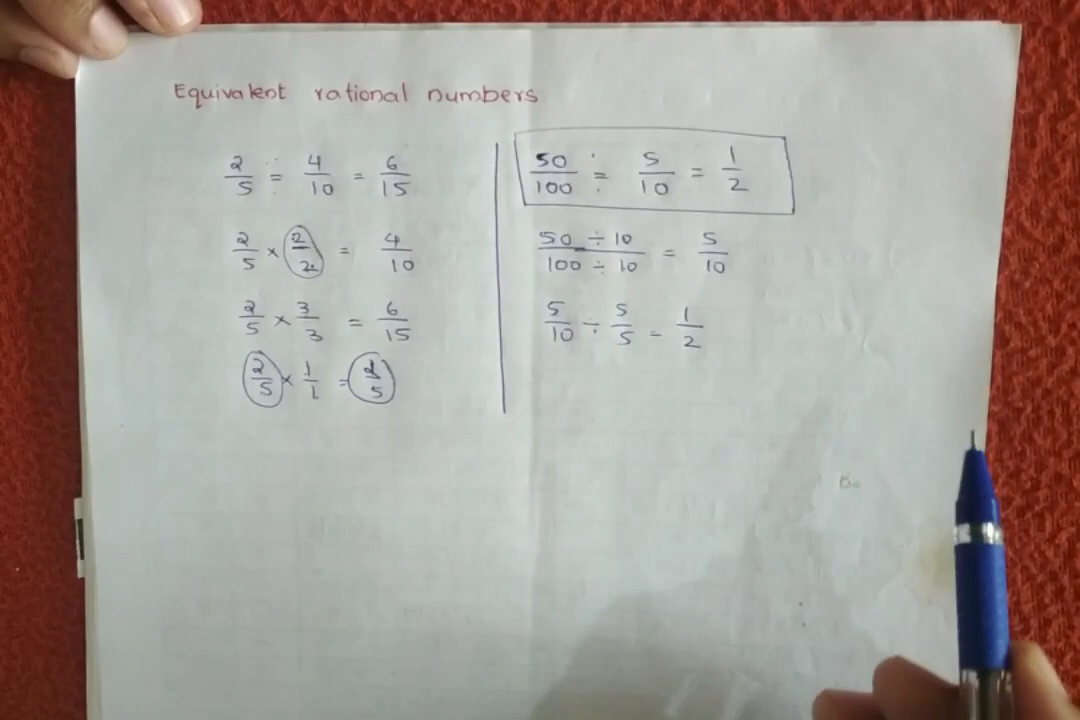 Equivalent rational numbers
2/5 = 4/10 = 6/15
2/5 × 2/2 = 4/10
2/5 × 3/3 = 6/15
2/5 × 1/1 = 2/5
50/100 = 5/10 = 1/2
50 ÷ 10 / 100 ÷ 10 = 5/10
5/10 ÷ 5/5 = 1/2